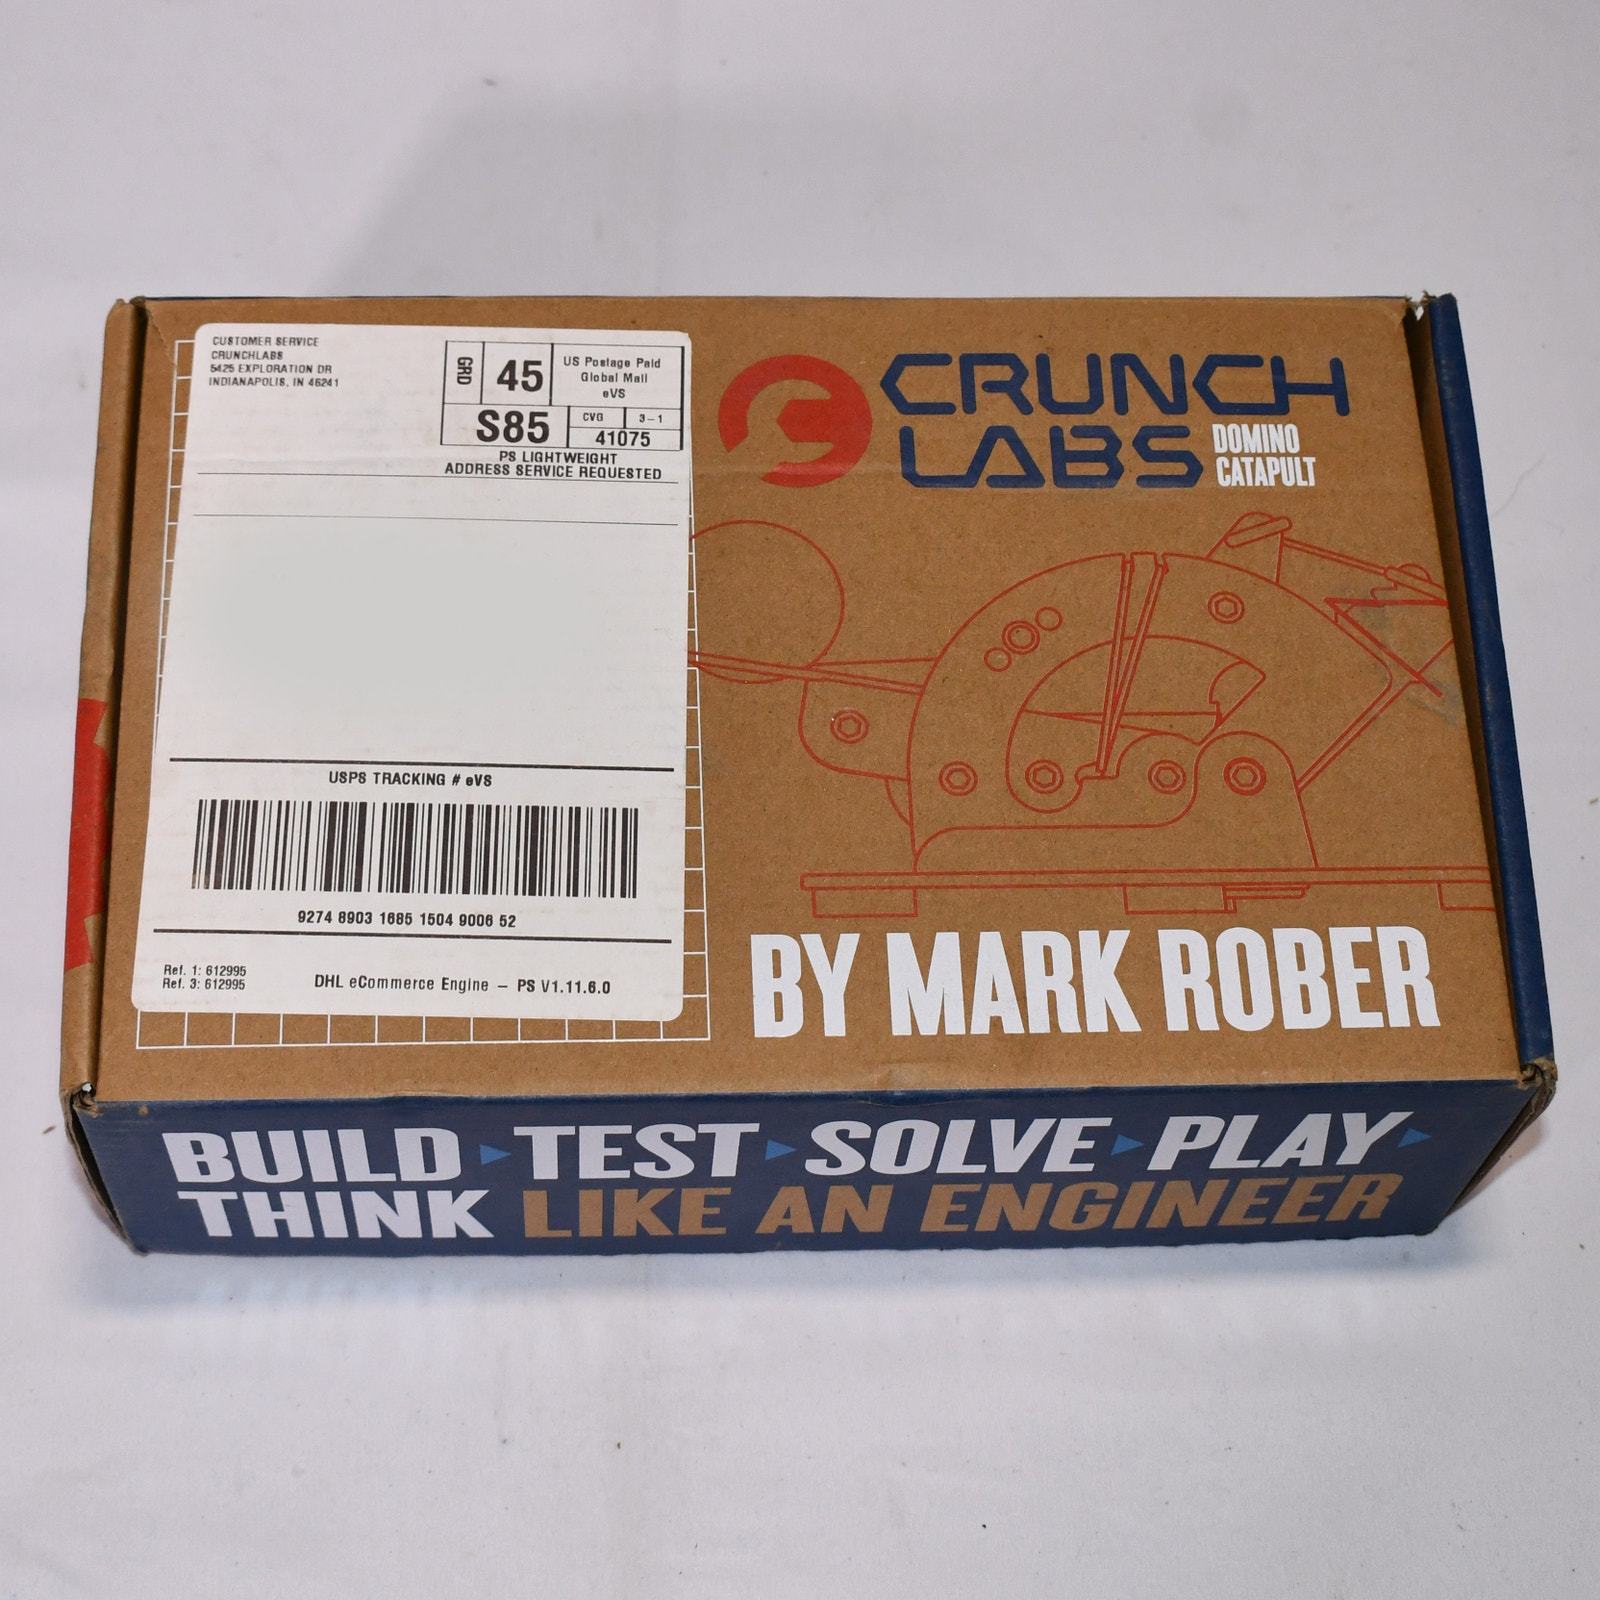 CUSTOMER SERVICE
CRUNCHLABS
5425 EXPLORATION DR
INDIANAPOLIS, IN 46241
GRD
45
US Postage Paid
Global Mail
eVS
S85
CVG
3-1
41075
PS LIGHTWEIGHT
ADDRESS SERVICE REQUESTED
USPS TRACKING # eVS
9274 8903 1685 1504 9006 52
Ref. 1: 612995
Ref. 3: 612995
DHL eCommerce Engine – PS V1.11.6.0
CRUNCH
LABS
DOMINO
CATAPULT
BY MARK ROBER
BUILD TEST SOLVE PLAY
THINK LIKE AN ENGINEER